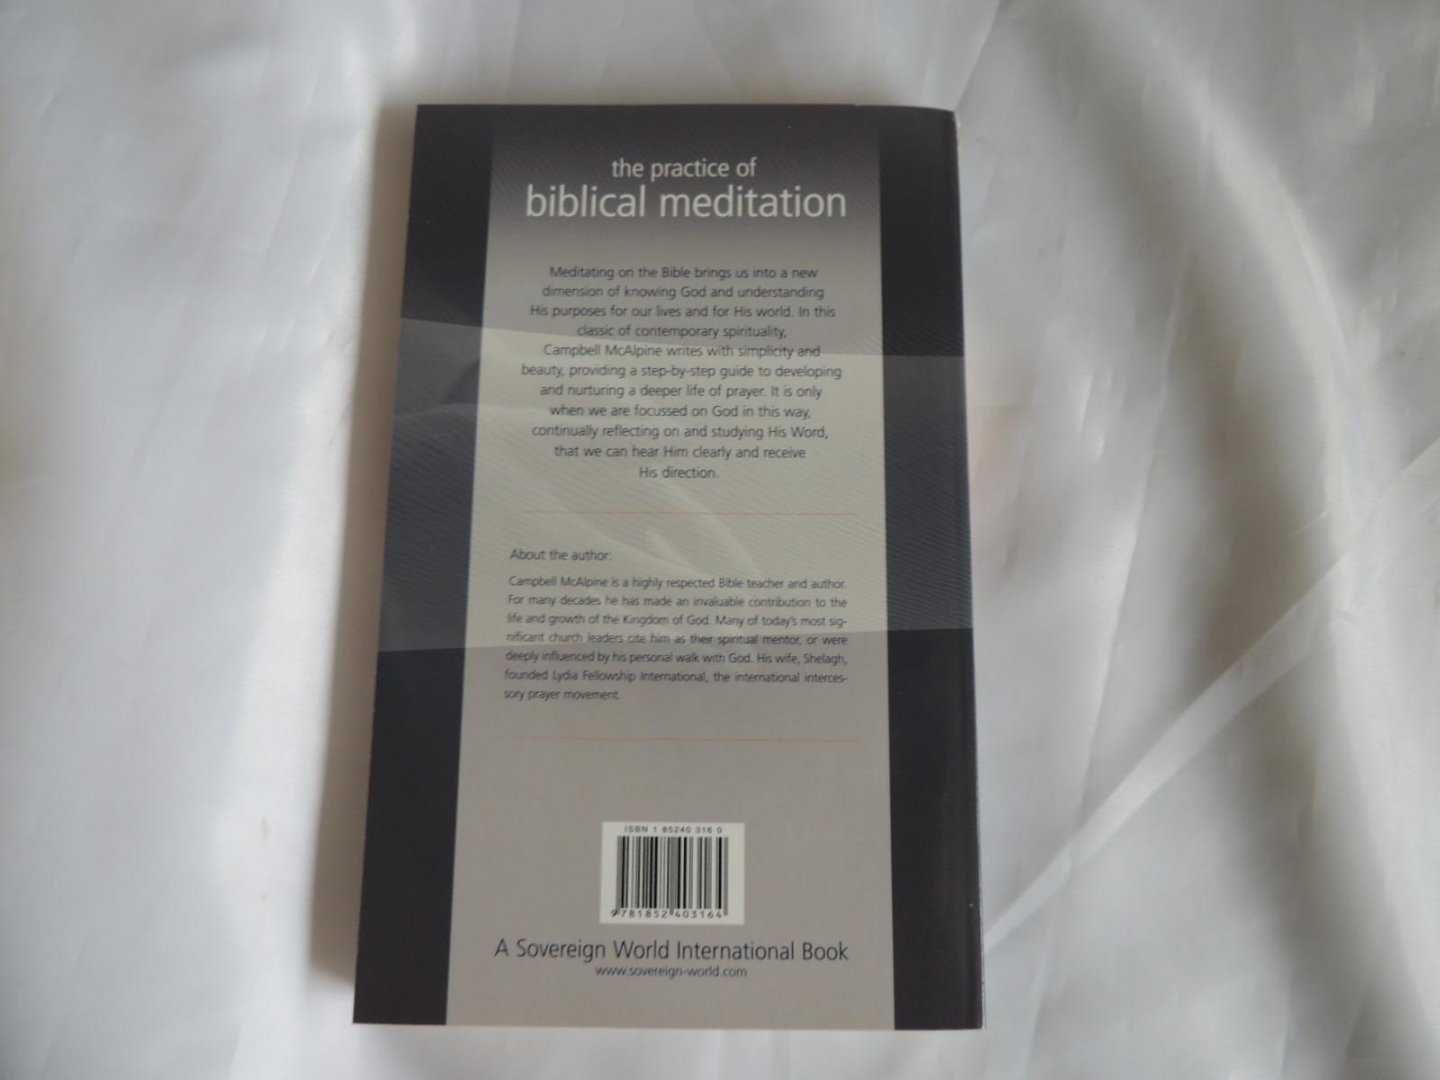 the practice of
biblical meditation
Meditating on the Bible brings us into a new
dimension of knowing God and understanding
His purposes for our lives and for His world. In this
classic of contemporary spirituality,
Campbell McAlpine writes with simplicity and
beauty, providing a step-by-step guide to developing
and nurturing a deeper life of prayer. It is only
when we are focussed on God in this way,
continually reflecting on and studying His Word,
that we can hear Him clearly and receive
His direction.
About the author:
Campbell McAlpine is a highly respected Bible teacher and author.
For many decades he has made an invaluable contribution to the
life and growth of the Kingdom of God. Many of today's most sig-
nificant church leaders cite him as their spiritual mentor, or were
deeply influenced by his personal walk with God. His wife, Shelagh,
founded Lydia Fellowship International, the international interces-
sory prayer movement.
ISBN 1 85240 316 0
9781852403164
A Sovereign World International Book
www.sovereign-world.com